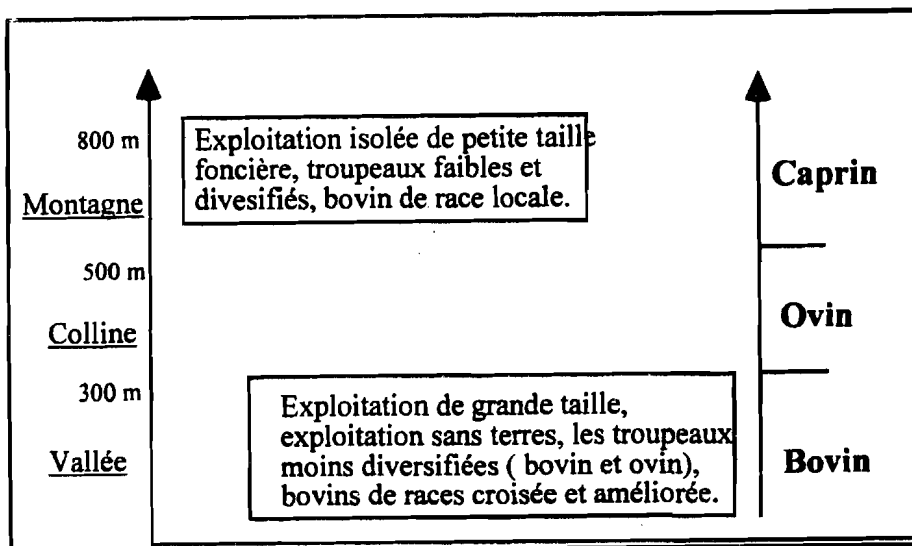 800 m
Exploitation isolée de petite taille
foncière, troupeaux faibles et
divesifiés, bovin de race locale.
Caprin
Montagne
500 m
Ovin
Colline
300 m
Exploitation de grande taille,
exploitation sans terres, les troupeaux
moins diversifiées ( bovin et ovin),
bovins de races croisée et améliorée.
Vallée
Bovin